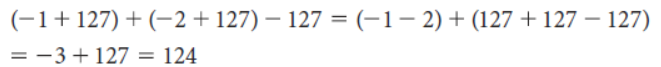 (−1 + 127) + (−2 + 127) − 127 = (−1 − 2) + (127 + 127 − 127)
= −3 + 127 = 124